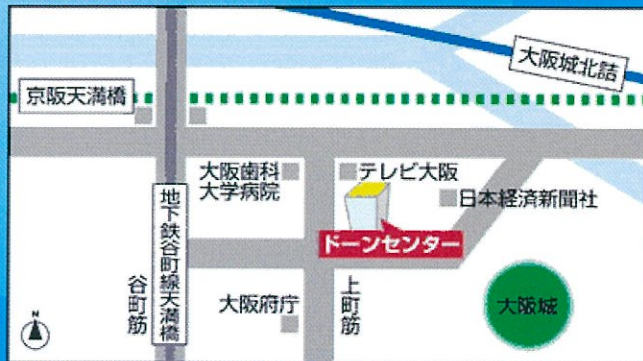 大阪城北詰
京阪天満橋
大阪歯科
大学病院
テレビ大阪
日本経済新聞社
地下鉄谷町線天満橋
ドーンセンター
谷町筋
大阪府庁
上町筋
大阪城
N